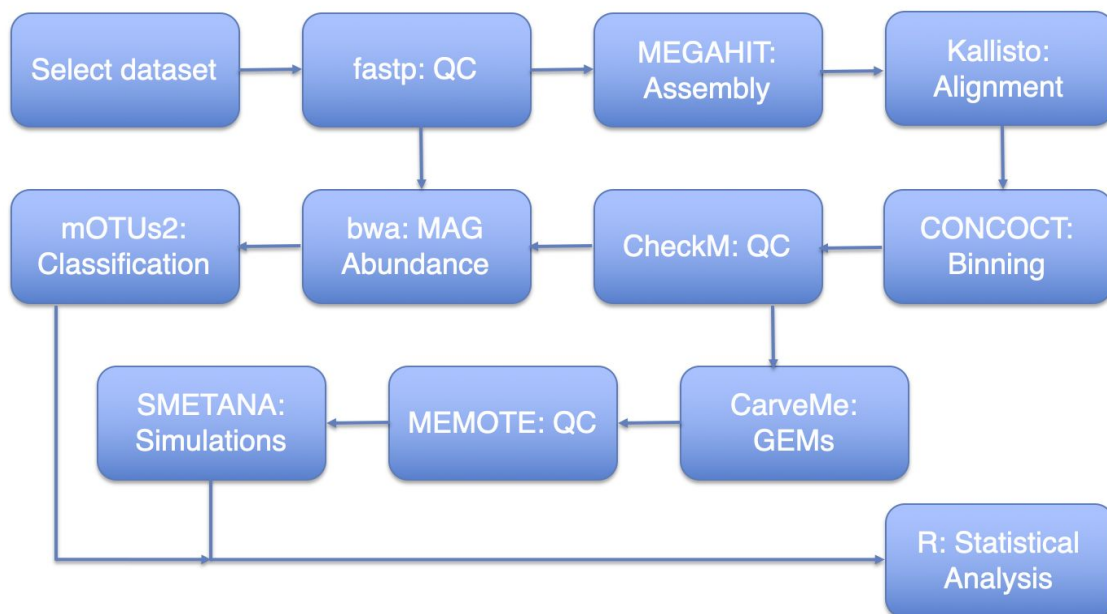 Select dataset
fastp: QC
MEGAHIT:
Assembly
Kallisto:
Alignment
mOTUs2:
Classification
bwa: MAG
Abundance
CheckM: QC
CONCOCT:
Binning
SMETANA:
Simulations
MEMOTE: QC
CarveMe:
GEMs
R: Statistical
Analysis